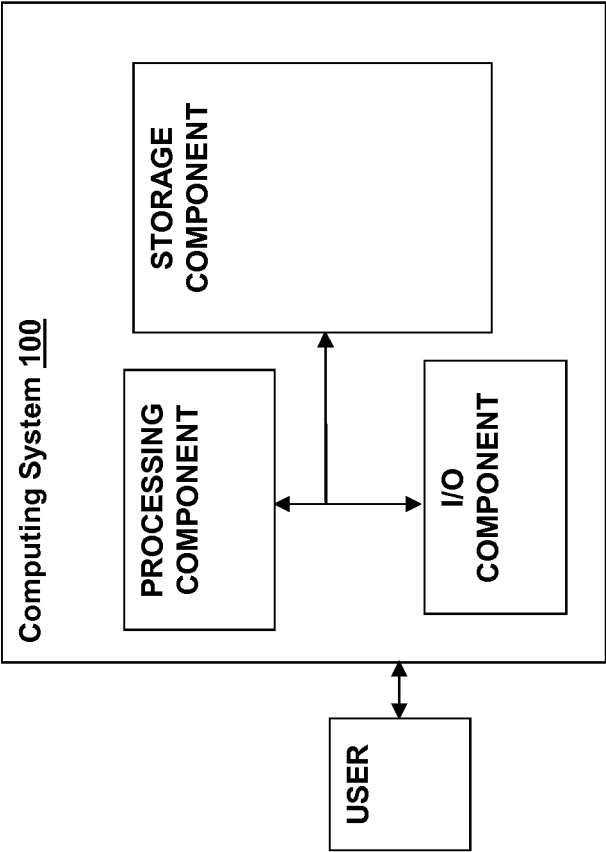 Computing System 100
PROCESSING
COMPONENT
STORAGE
COMPONENT
USER
I/O
COMPONENT